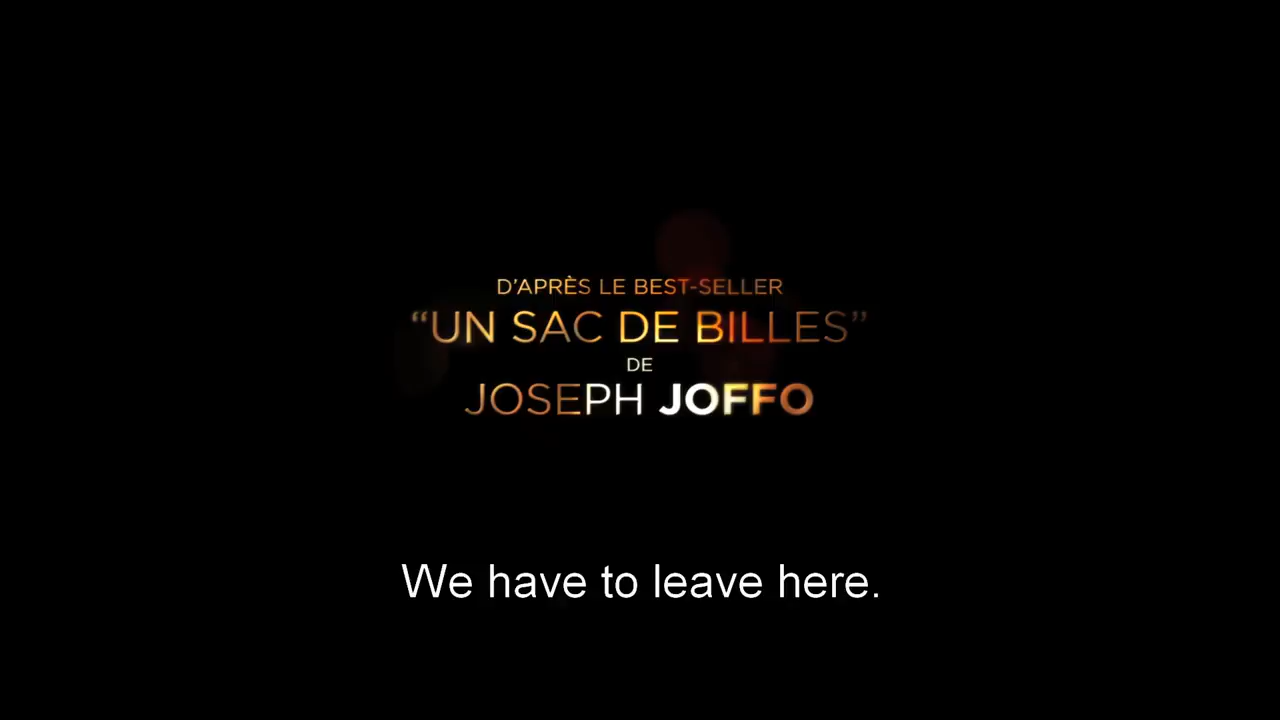 D'APRÈS LE BEST-SELLER
“UN SAC DE BILLES”
DE
JOSEPH JOFFO
We have to leave here.